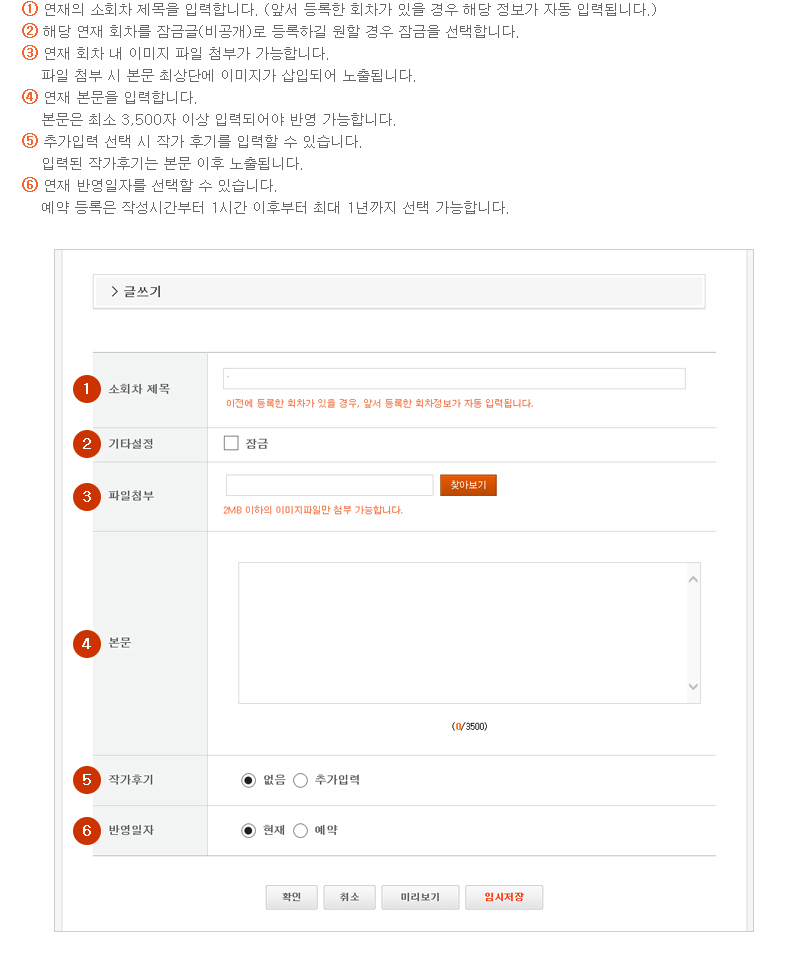 ① 연재의 소회차 제목을 입력합니다. (앞서 등록한 회차가 있을 경우 해당 정보가 자동 입력됩니다.)
② 해당 연재 회차를 잠금글(비공개)로 등록하길 원할 경우 잠금을 선택합니다.
③ 연재 회차 내 이미지 파일 첨부가 가능합니다.
파일 첨부 시 본문 최상단에 이미지가 삽입되어 노출됩니다.
④ 연재 본문을 입력합니다.
본문은 최소 3,500자 이상 입력되어야 반영 가능합니다.
⑤ 추가입력 선택 시 작가 후기를 입력할 수 있습니다.
입력된 작가후기는 본문 이후 노출됩니다.
⑥ 연재 반영일자를 선택할 수 있습니다.
예약 등록은 작성시간부터 1시간 이후부터 최대 1년까지 선택 가능합니다.
> 글쓰기
1 소회차 제목
이전에 등록한 회차가 있을 경우, 앞서 등록한 회차정보가 자동 입력됩니다.
2 기타설정 잠금
3 파일첨부 찾아보기
2MB 이하의 이미지파일만 첨부 가능합니다.
4 본문
(0/3500)
5 작가후기 없음 추가입력
6 반영일자 현재 예약
확인 취소 미리보기 임시저장